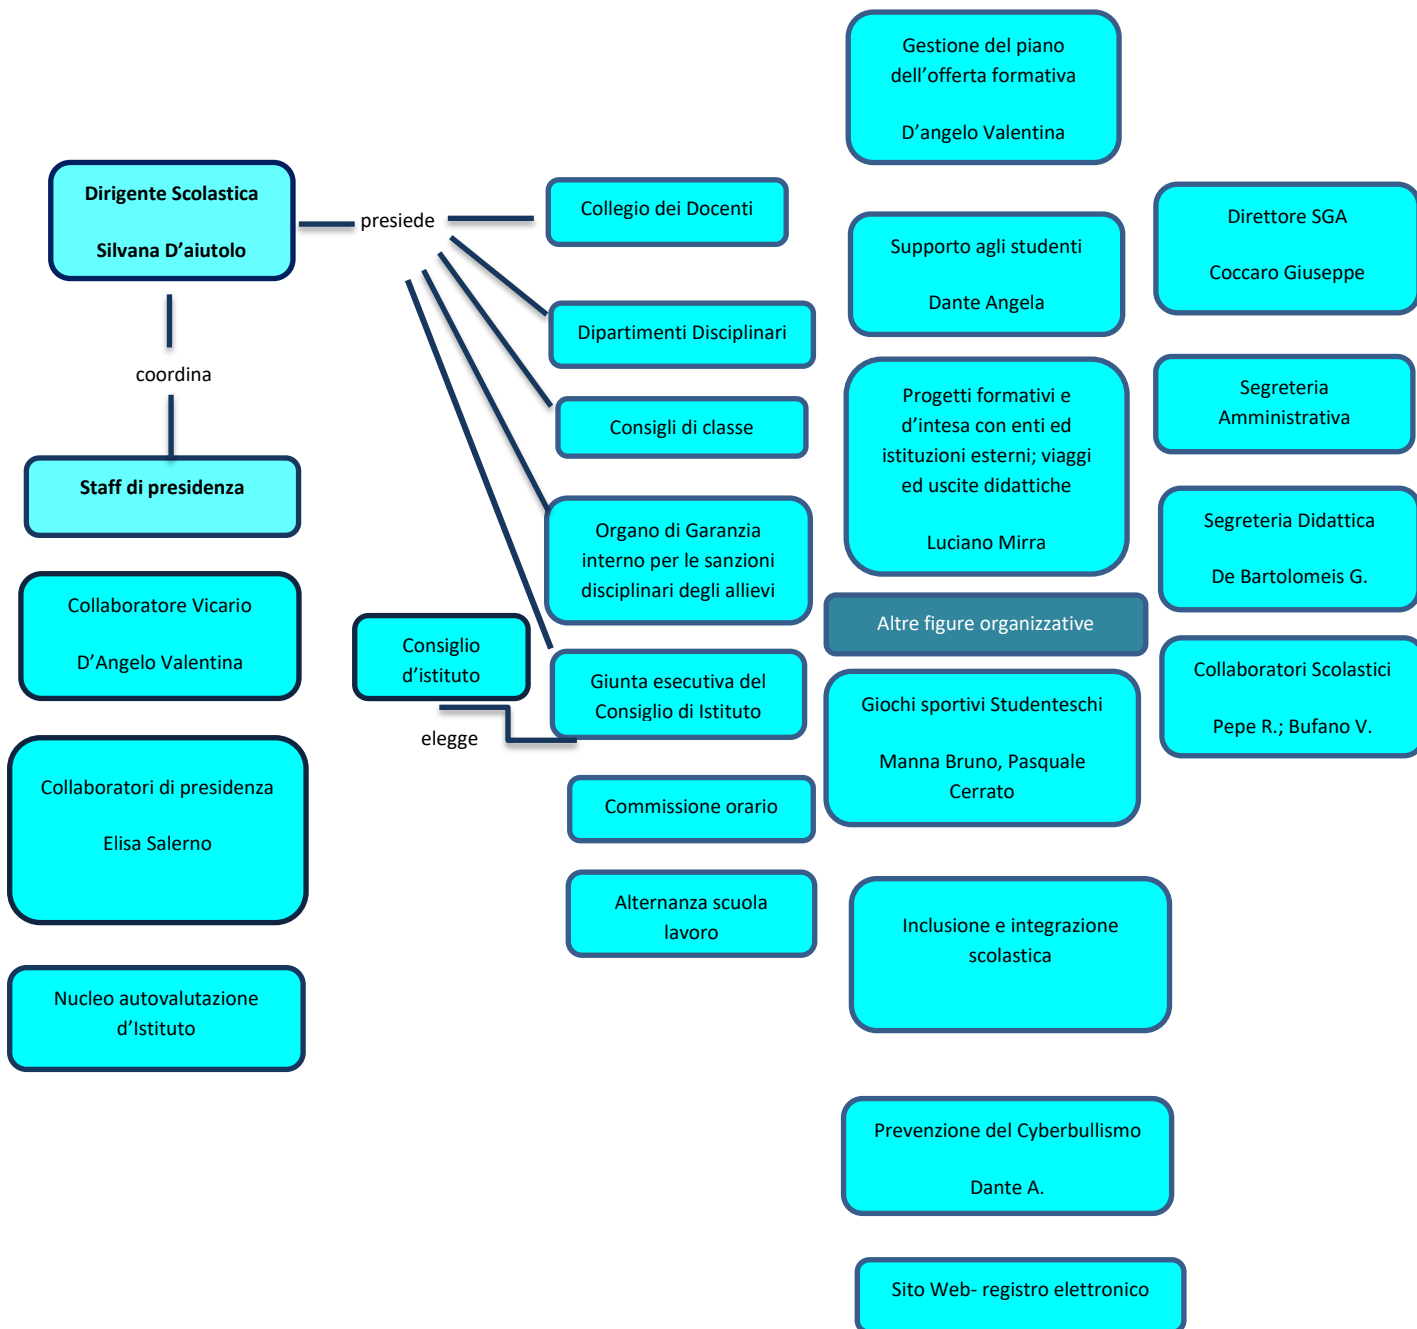 Dirigente Scolastica
Silvana D’aiutolo
coordina
Staff di presidenza
Collaboratore Vicario
D’Angelo Valentina
Collaboratori di presidenza
Elisa Salerno
Nucleo autovalutazione
d’Istituto
presiede
Consiglio
d’istituto
elegge
Collegio dei Docenti
Dipartimenti Disciplinari
Consigli di classe
Organo di Garanzia
interno per le sanzioni
disciplinari degli allievi
Giunta esecutiva del
Consiglio di Istituto
Commissione orario
Alternanza scuola
lavoro
Gestione del piano
dell’offerta formativa
D’angelo Valentina
Supporto agli studenti
Dante Angela
Progetti formativi e
d’intesa con enti ed
istituzioni esterni; viaggi
ed uscite didattiche
Luciano Mirra
Altre figure organizzative
Giochi sportivi Studenteschi
Manna Bruno, Pasquale
Cerrato
Inclusione e integrazione
scolastica
Prevenzione del Cyberbullismo
Dante A.
Sito Web- registro elettronico
Direttore SGA
Coccaro Giuseppe
Segreteria
Amministrativa
Segreteria Didattica
De Bartolomeis G.
Collaboratori Scolastici
Pepe R.; Bufano V.